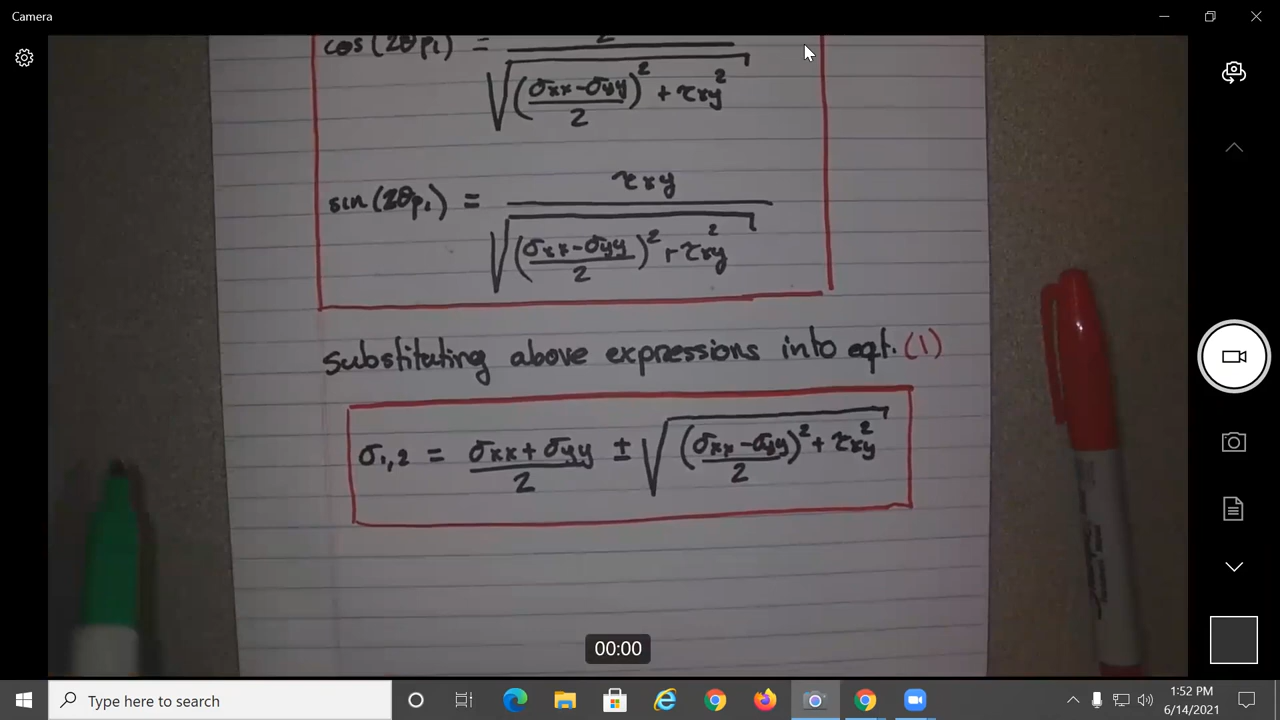 Camera
cos(2θp₁) = 2
√((σxx-σyy)/2)² + τxy²
sin(2θp₁) = τxy
√((σxx-σyy)/2)² + τxy²
substituting above expressions into eqt. (1)
σ1,2 = (σxx + σyy)/2 ± √((σxx-σyy)/2)² + τxy²
00:00
Type here to search
1:52 PM
6/14/2021